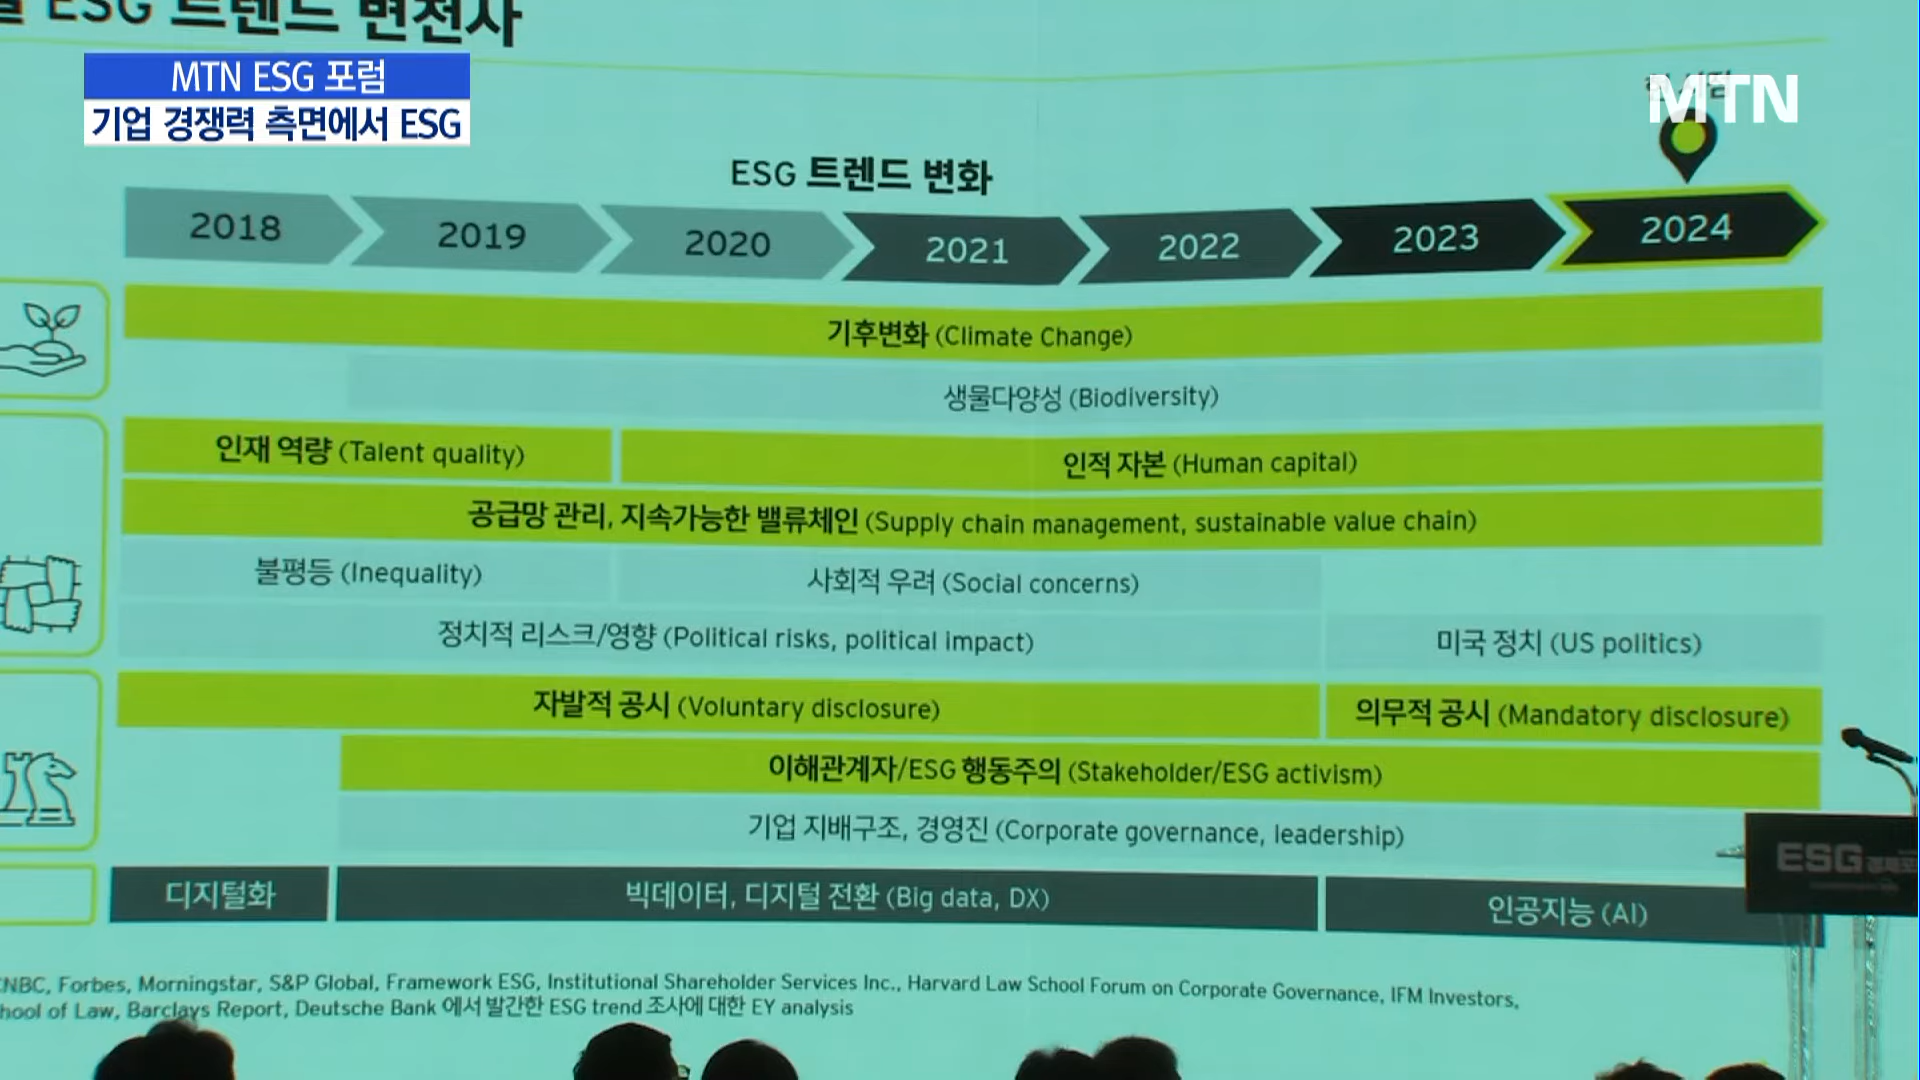 ESG 트렌드 변천사
MTN ESG 포럼
기업 경쟁력 측면에서 ESG
MTN
ESG 트렌드 변화
2018
2019
2020
2021
2022
2023
2024
기후변화 (Climate Change)
생물다양성 (Biodiversity)
인재 역량 (Talent quality)
인적 자본 (Human capital)
공급망 관리, 지속가능한 밸류체인 (Supply chain management, sustainable value chain)
불평등 (Inequality)
사회적 우려 (Social concerns)
정치적 리스크/영향 (Political risks, political impact)
미국 정치 (US politics)
자발적 공시 (Voluntary disclosure)
의무적 공시 (Mandatory disclosure)
이해관계자/ESG 행동주의 (Stakeholder/ESG activism)
기업 지배구조, 경영진 (Corporate governance, leadership)
ESG
디지털화
빅데이터, 디지털 전환 (Big data, DX)
인공지능 (AI)
CNBC, Forbes, Morningstar, S&P Global, Framework ESG, Institutional Shareholder Services Inc., Harvard Law School Forum on Corporate Governance, IFM Investors,
of Law, Barclays Report, Deutsche Bank 에서 발간한 ESG trend 조사에 대한 EY analysis